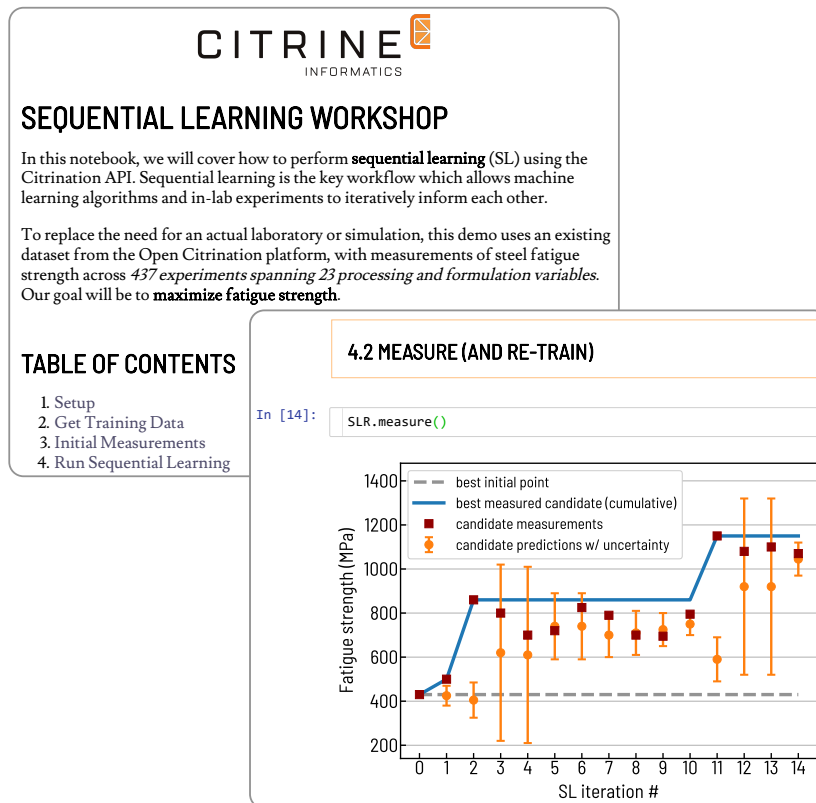 CITRINE
INFORMATICS
SEQUENTIAL LEARNING WORKSHOP
In this notebook, we will cover how to perform sequential learning (SL) using the
Citrination API. Sequential learning is the key workflow which allows machine
learning algorithms and in-lab experiments to iteratively inform each other.
To replace the need for an actual laboratory or simulation, this demo uses an existing
dataset from the Open Citrination platform, with measurements of steel fatigue
strength across 437 experiments spanning 23 processing and formulation variables.
Our goal will be to maximize fatigue strength.
TABLE OF CONTENTS
1. Setup
2. Get Training Data
3. Initial Measurements
4. Run Sequential Learning
4.2 MEASURE (AND RE-TRAIN)
In [14]:
SLR.measure()
best initial point
best measured candidate (cumulative)
candidate measurements
candidate predictions w/ uncertainty
Fatigue strength (MPa)
1400
1200
1000
800
600
400
200
0 1 2 3 4 5 6 7 8 9 10 11 12 13 14
SL iteration #